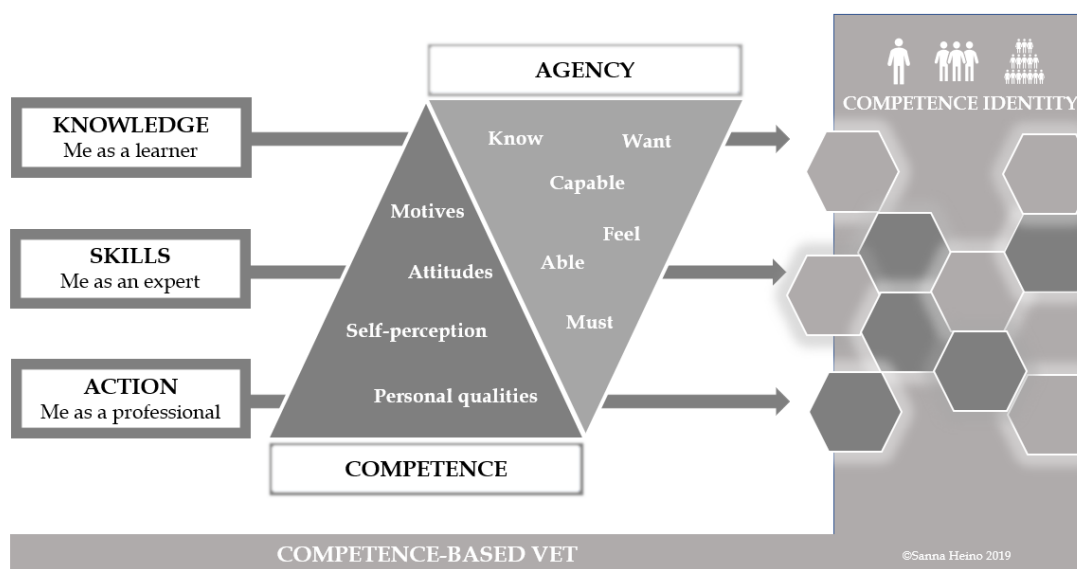 AGENCY
COMPETENCE IDENTITY
KNOWLEDGE
Me as a learner
Know
Want
Capable
Motives
Feel
SKILLS
Me as an expert
Attitudes
Able
Self-perception
Must
ACTION
Me as a professional
Personal qualities
COMPETENCE
COMPETENCE-BASED VET
©Sanna Heino 2019